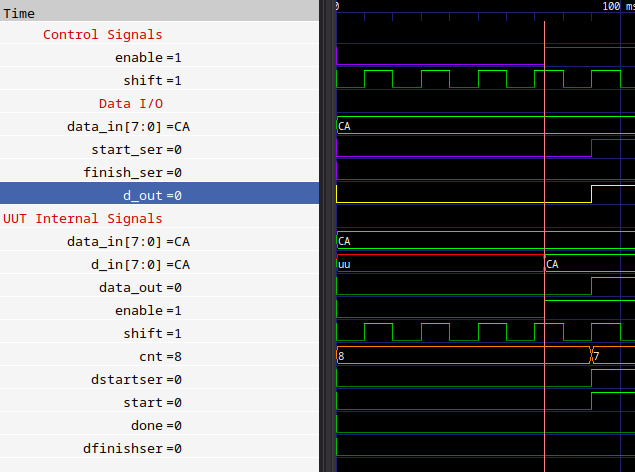 Time
0
100 ms
Control Signals
enable=1
shift=1
Data I/O
data_in[7:0]=CA
CA
start_ser=0
finish_ser=0
d_out=0
UUT Internal Signals
data_in[7:0]=CA
CA
d_in[7:0]=CA
uu
CA
data_out=0
enable=1
shift=1
cnt=8
8
7
dstartser=0
start=0
done=0
dfinishser=0